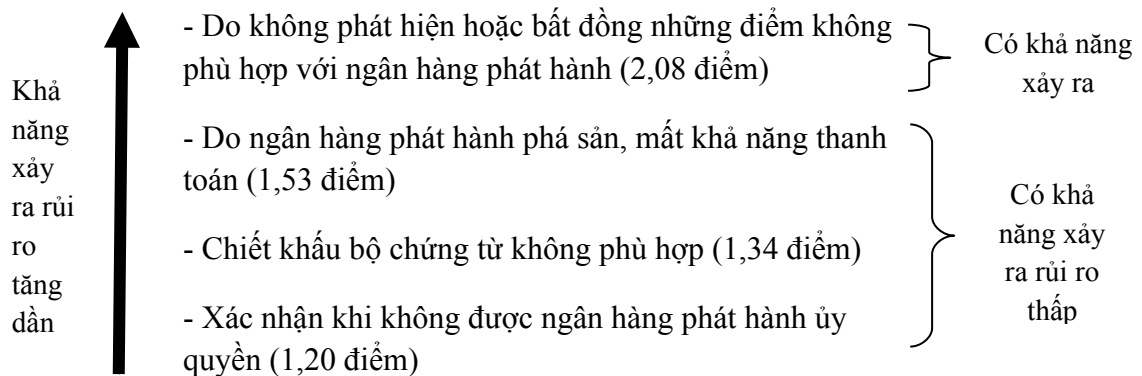 Khả
năng
xảy
ra rủi
ro
tăng
dần
- Do không phát hiện hoặc bất đồng những điểm không
phù hợp với ngân hàng phát hành (2,08 điểm)
- Do ngân hàng phát hành phá sản, mất khả năng thanh
toán (1,53 điểm)
- Chiết khấu bộ chứng từ không phù hợp (1,34 điểm)
- Xác nhận khi không được ngân hàng phát hành ủy
quyền (1,20 điểm)
Có khả năng
xảy ra
Có khả
năng xảy
ra rủi ro
thấp